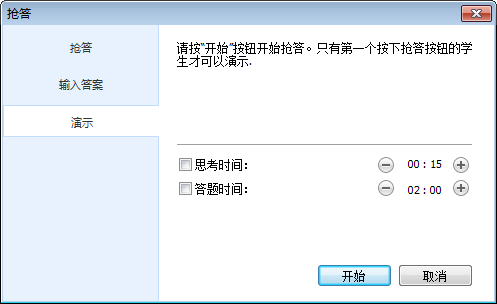 抢答
抢答
输入答案
演示
请按"开始"按钮开始抢答。只有第一个按下抢答按钮的学
生才可以演示.
思考时间: 00 : 15
答题时间: 02 : 00
开始 取消